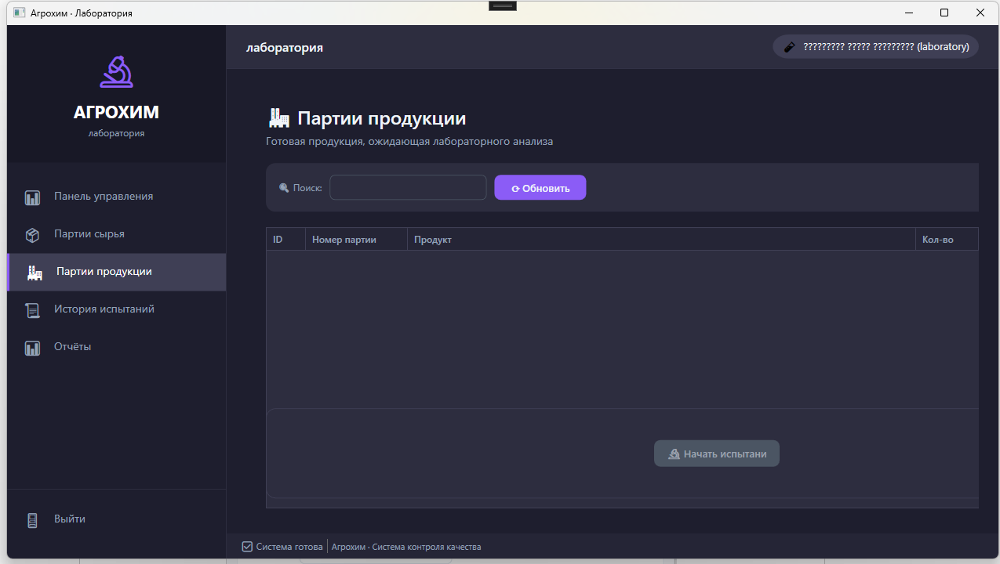 Агрохим · Лаборатория
АГРОХИМ
лаборатория
Панель управления
Партии сырья
Партии продукции
История испытаний
Отчёты
Выйти
лаборатория
????????? ????? ????????? (laboratory)
Партии продукции
Готовая продукция, ожидающая лабораторного анализа
Поиск:
⟳ Обновить
ID Номер партии Продукт Кол-во
Начать испытани
Система готова
Агрохим · Система контроля качества